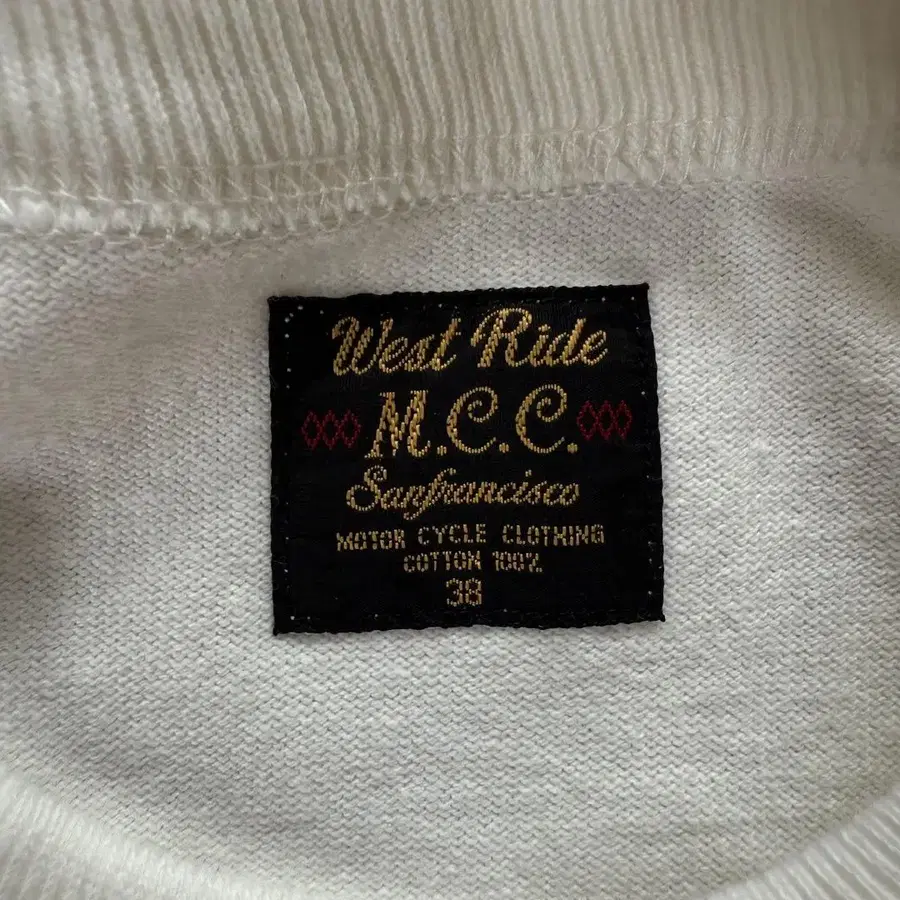 West Ride
M.C.C.
Sanfrancisco
MOTOR CYCLE CLOTHING
COTTON 100%
38